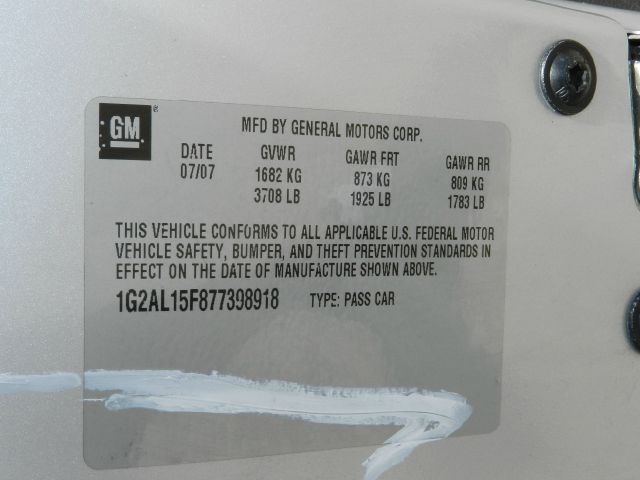 GM ®
MFD BY GENERAL MOTORS CORP.
DATE GVWR GAWR FRT GAWR RR
07/07 1682 KG 873 KG 809 KG
3708 LB 1925 LB 1783 LB
THIS VEHICLE CONFORMS TO ALL APPLICABLE U.S. FEDERAL MOTOR
VEHICLE SAFETY, BUMPER, AND THEFT PREVENTION STANDARDS IN
EFFECT ON THE DATE OF MANUFACTURE SHOWN ABOVE.
1G2AL15F877398918 TYPE: PASS CAR